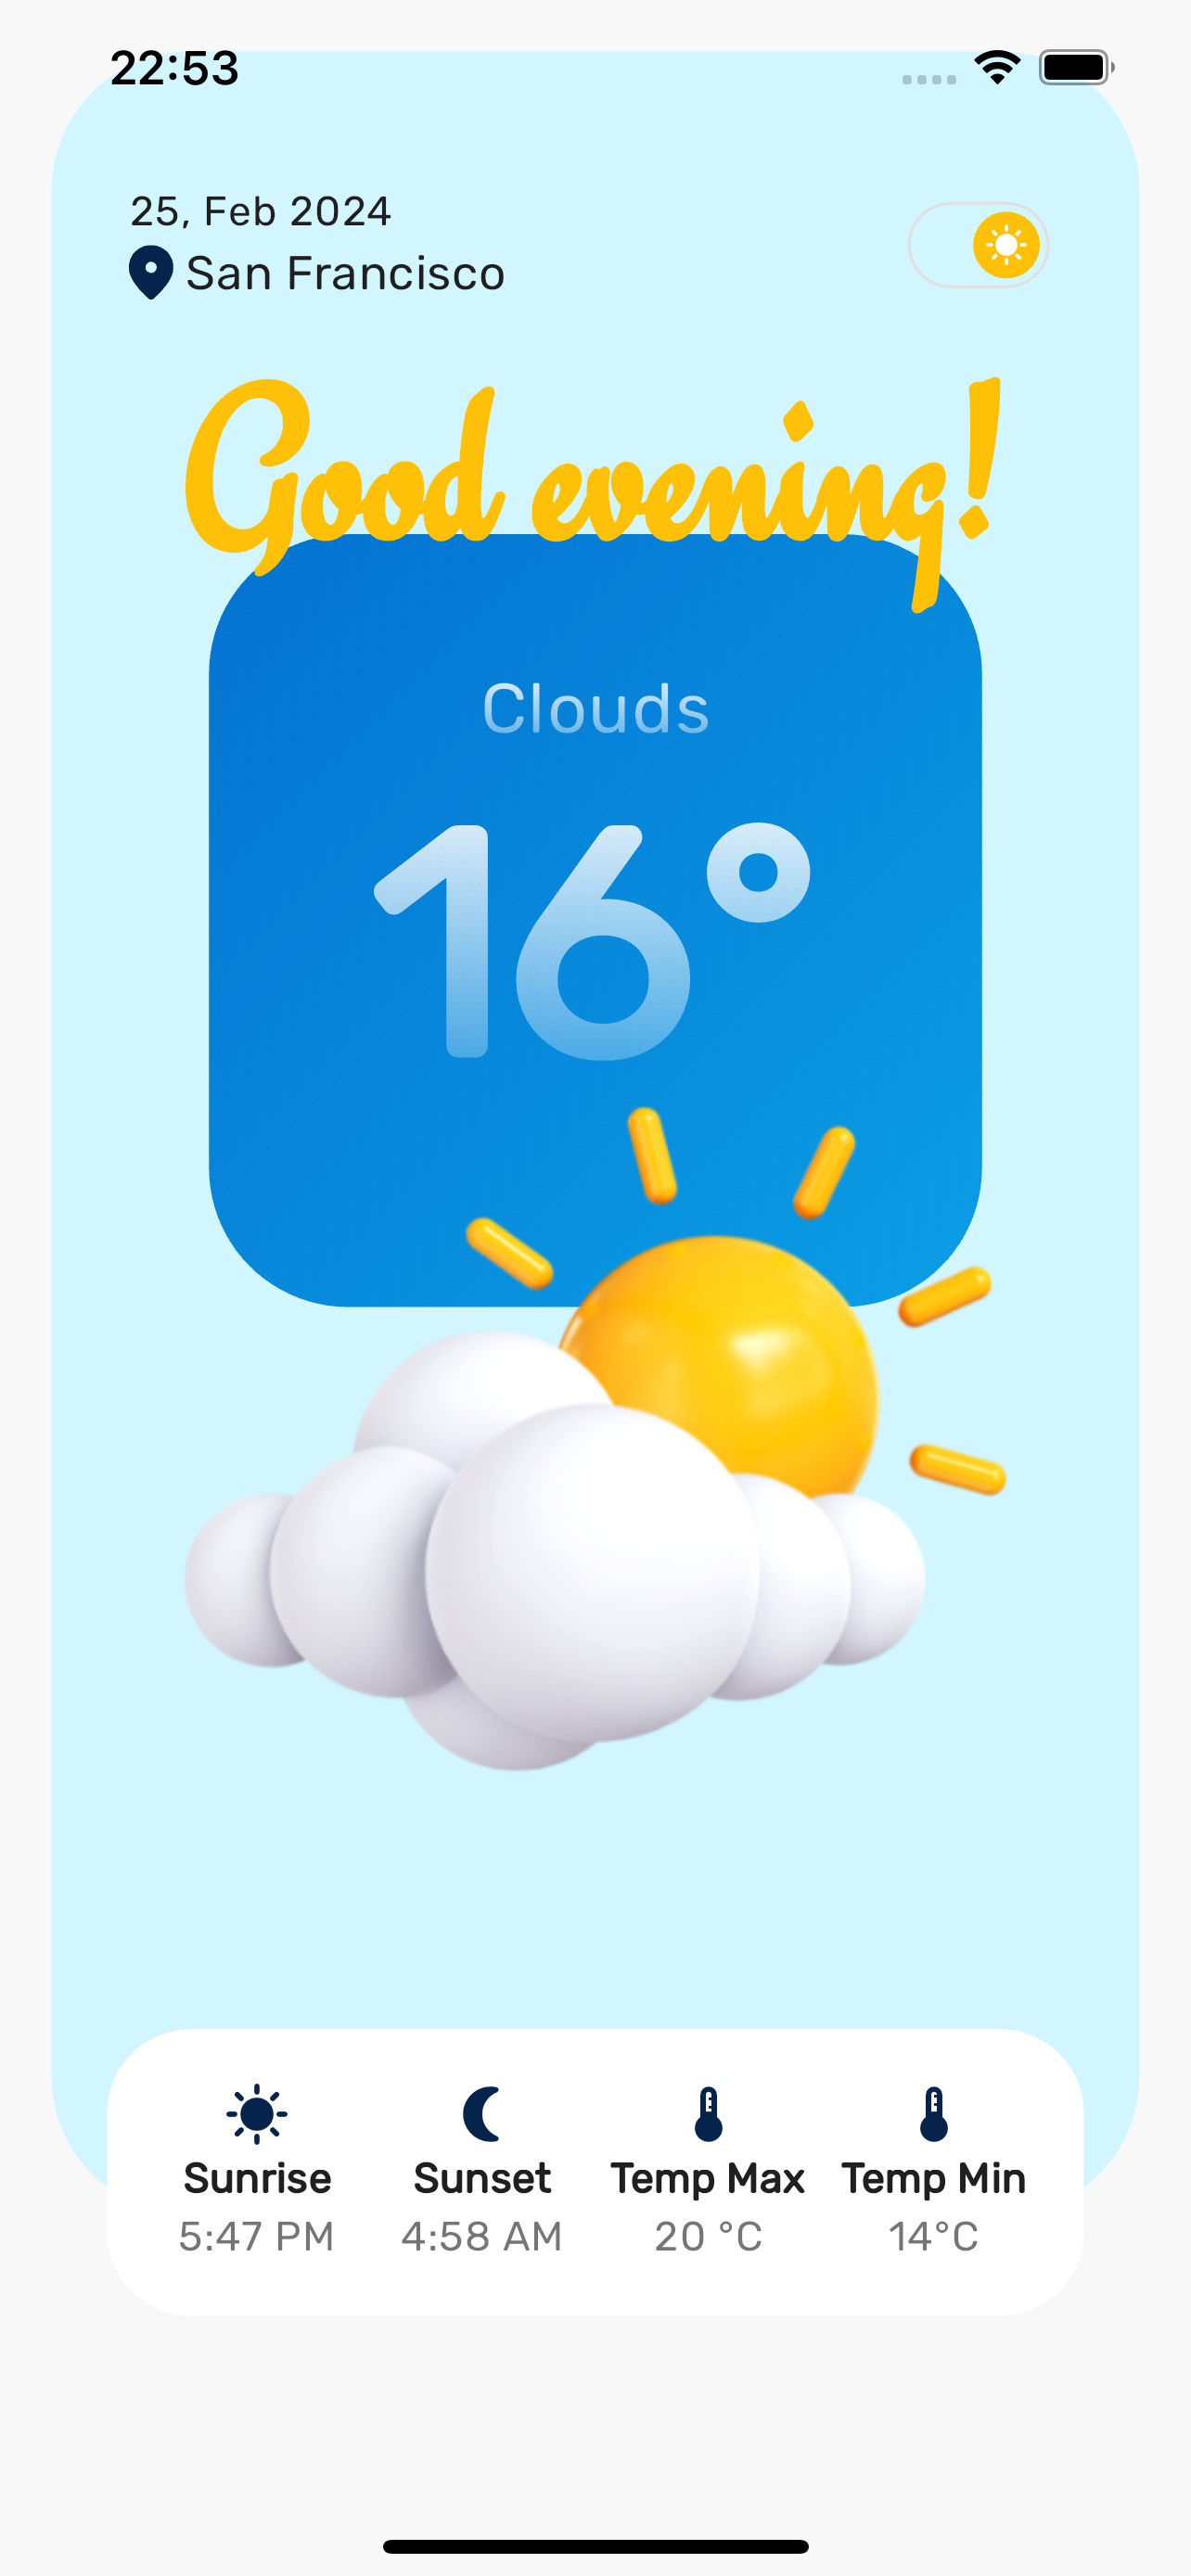 22:53
25, Feb 2024
San Francisco
Good evening!
Clouds
16°
Sunrise Sunset Temp Max Temp Min
5:47 PM 4:58 AM 20 °C 14°C